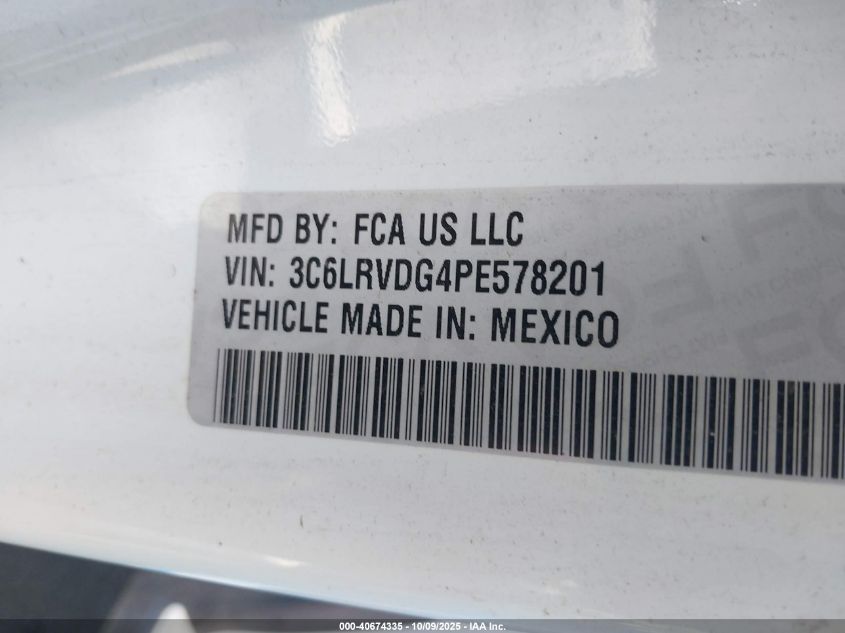 MFD BY: FCA US LLC
VIN: 3C6LRVDG4PE578201
VEHICLE MADE IN: MEXICO
000-40674335 - 10/09/2025 - IAA Inc.